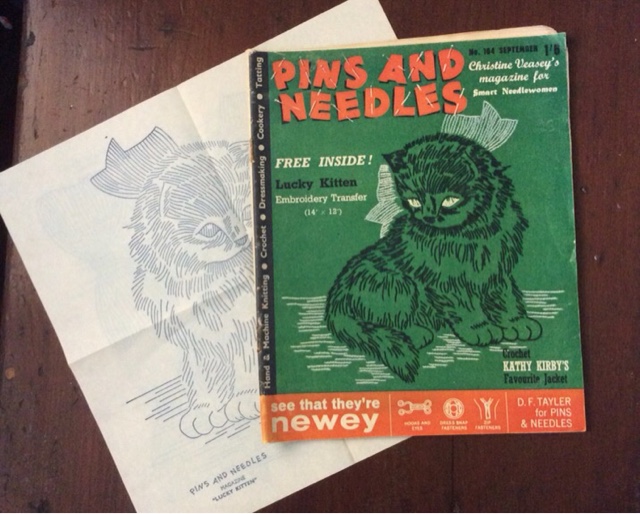 No. 164 SEPTEMBER 1'6
PINS AND
NEEDLES
Christine Veasey's
magazine for
Smart Needlewomen
Hand & Machine Knitting • Crochet • Dressmaking • Cookery • Tatting
FREE INSIDE!
Lucky Kitten
Embroidery Transfer
(14" x 12")
Crochet
KATHY KIRBY'S
Favourite Jacket
see that they're
newey
HOOKS AND
EYES
DRESS SNAP
FASTENERS
ZIP
FASTENERS
D. F. TAYLER
for PINS
& NEEDLES
PINS AND NEEDLES
MAGAZINE
"LUCKY KITTEN"